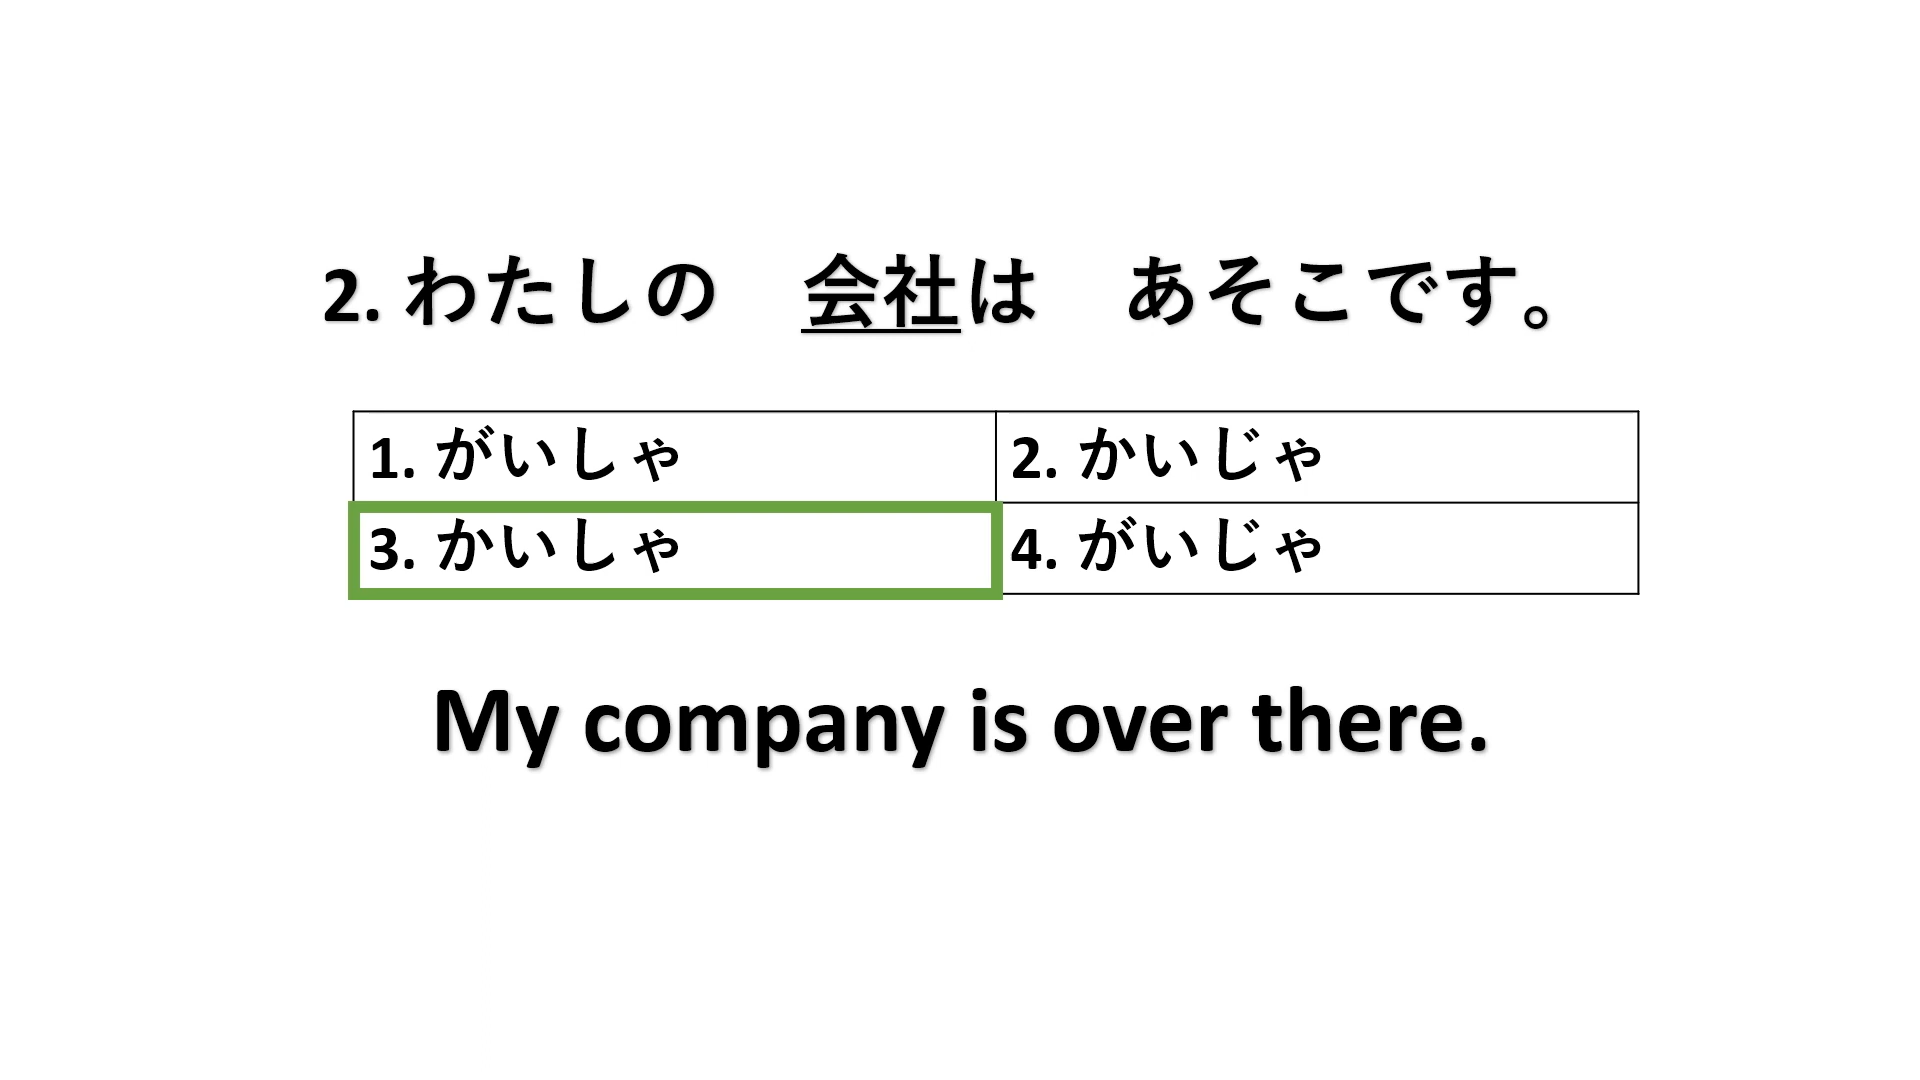 2. わたしの　会社は　あそこです。
1. がいしゃ 2. かいじゃ
3. かいしゃ 4. がいじゃ
My company is over there.